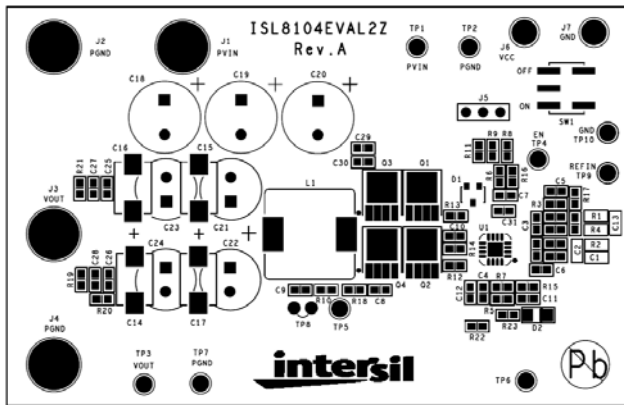 ISL8104EVAL2Z
Rev.A
J2
PGND
J1
PVIN
TP1
PVIN
TP2
PGND
J6
VCC
J7
GND
OFF
ON
SW1
J5
C18
C19
C20
GND
TP10
EN
TP4
REFIN
TP9
C29
C30
R11
R9
R8
R6
R16
C7
C31
D1
C16
C15
R21
C27
C25
L1
Q3
Q1
R13
C10
R14
R12
U1
C5
R17
R3
C3
R1
R4
C13
R2
C1
C2
C6
J3
VOUT
C23
C21
C24
C22
R19
C28
C26
R20
C14
C17
Q4
Q2
C9
R10
R18
C8
TP8
TP5
C12
C4
R7
R15
C11
R5
R23
D2
R22
J4
PGND
TP3
VOUT
TP7
PGND
intersil
TP6
Pb